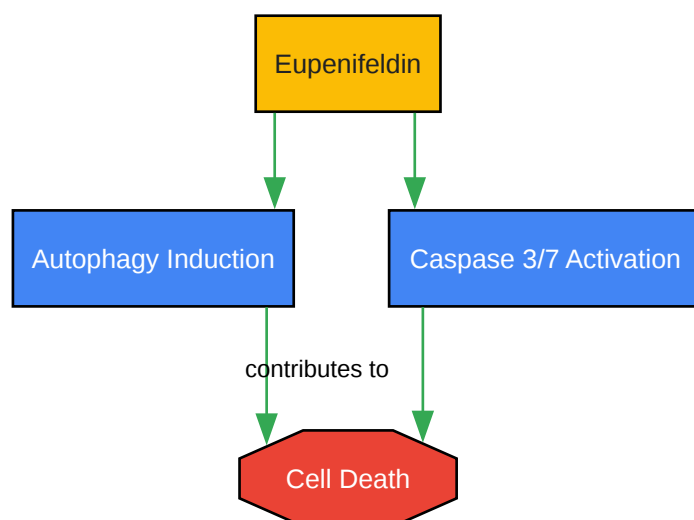 Eupenifeldin
Autophagy Induction
Caspase 3/7 Activation
contributes to
Cell Death